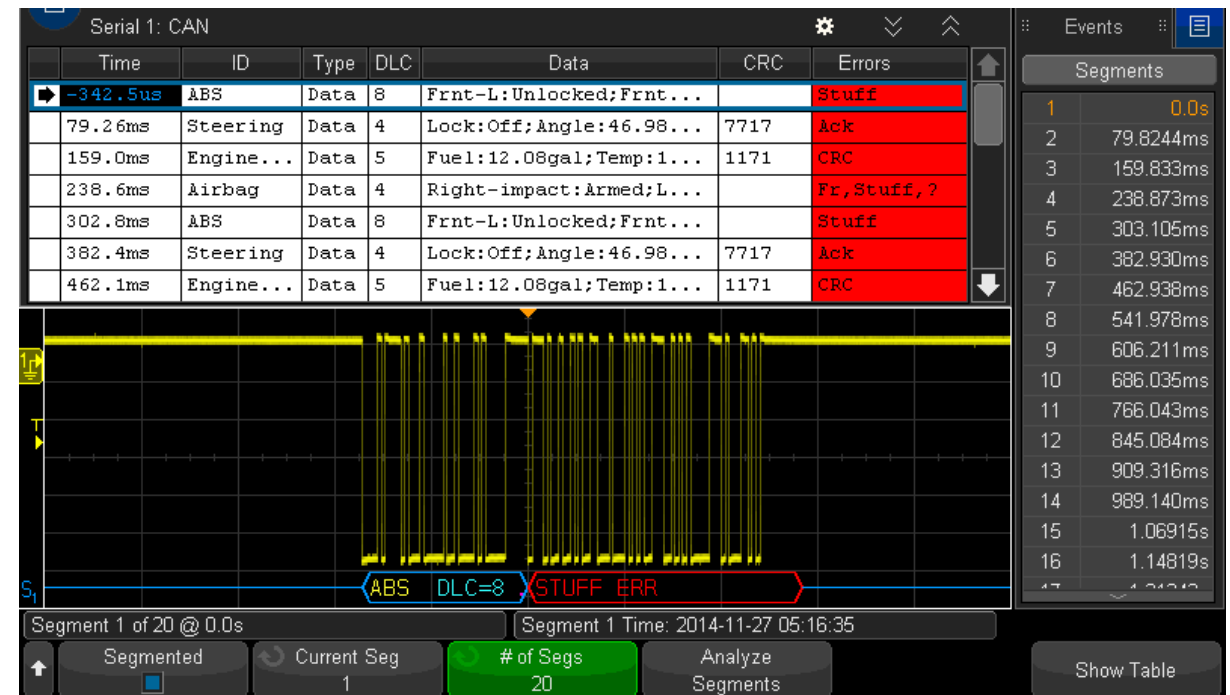 Serial 1: CAN
Time ID Type DLC Data CRC Errors
-342.5us ABS Data 8 Frnt-L:Unlocked;Frnt... Stuff
79.26ms Steering Data 4 Lock:Off;Angle:46.98... 7717 Ack
159.0ms Engine... Data 5 Fuel:12.08gal;Temp:1... 1171 CRC
238.6ms Airbag Data 4 Right-impact:Armed;L... Fr,Stuff,?
302.8ms ABS Data 8 Frnt-L:Unlocked;Frnt... Stuff
382.4ms Steering Data 4 Lock:Off;Angle:46.98... 7717 Ack
462.1ms Engine... Data 5 Fuel:12.08gal;Temp:1... 1171 CRC
Events
Segments
1 0.0s
2 79.8244ms
3 159.833ms
4 238.873ms
5 303.105ms
6 382.930ms
7 462.938ms
8 541.978ms
9 606.211ms
10 686.035ms
11 766.043ms
12 845.084ms
13 909.316ms
14 989.140ms
15 1.06915s
16 1.14819s
1
T
S1 ABS DLC=8 STUFF ERR
Segment 1 of 20 @ 0.0s
Segment 1 Time: 2014-11-27 05:16:35
Segmented
Current Seg
1
# of Segs
20
Analyze
Segments
Show Table